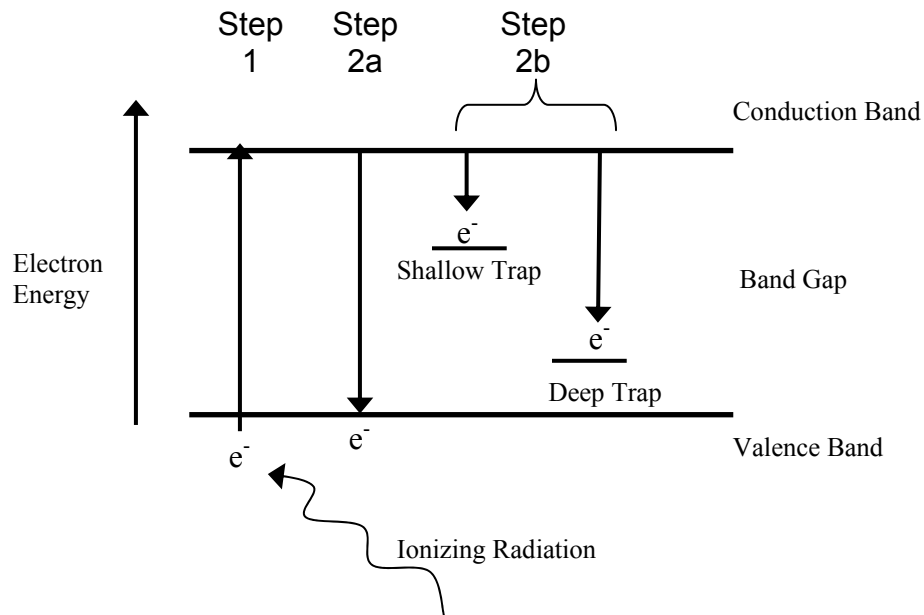 Step
1
Step
2a
Step
2b
Conduction Band
e-
Shallow Trap
Electron
Energy
Band Gap
e-
Deep Trap
e-
e-
Valence Band
Ionizing Radiation